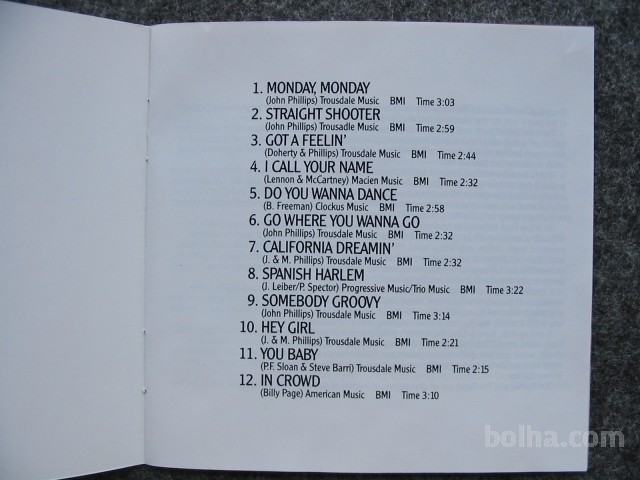 1. MONDAY, MONDAY
(John Phillips) Trousdale Music BMI Time 3:03
2. STRAIGHT SHOOTER
(John Phillips) Trousadle Music BMI Time 2:59
3. GOT A FEELIN'
(Doherty & Phillips) Trousdale Music BMI Time 2:44
4. I CALL YOUR NAME
(Lennon & McCartney) Macien Music BMI Time 2:32
5. DO YOU WANNA DANCE
(B. Freeman) Clockus Music BMI Time 2:58
6. GO WHERE YOU WANNA GO
(John Phillips) Trousdale Music BMI Time 2:32
7. CALIFORNIA DREAMIN'
(J. & M. Phillips) Trousdale Music BMI Time 2:32
8. SPANISH HARLEM
(J. Leiber/P. Spector) Progressive Music/Trio Music BMI Time 3:22
9. SOMEBODY GROOVY
(John Phillips) Trousdale Music BMI Time 3:14
10. HEY GIRL
(J. & M. Phillips) Trousdale Music BMI Time 2:21
11. YOU BABY
(P.F. Sloan & Steve Barri) Trousdale Music BMI Time 2:15
12. IN CROWD
(Billy Page) American Music BMI Time 3:10
bolha.com